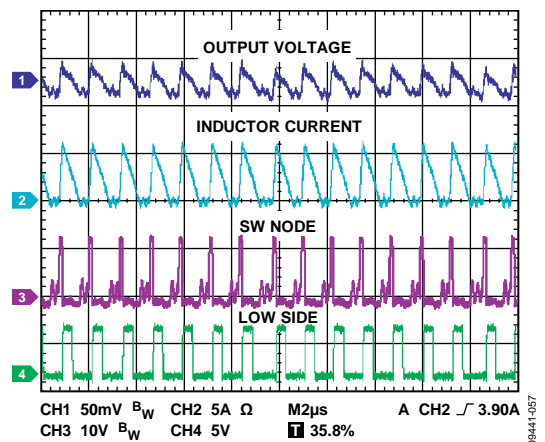 OUTPUT VOLTAGE
1
INDUCTOR CURRENT
2
SW NODE
3
LOW SIDE
4
CH1 50mV BW CH2 5A Ω M2µs A CH2 3.90A
CH3 10V BW CH4 5V T 35.8%
09441-057